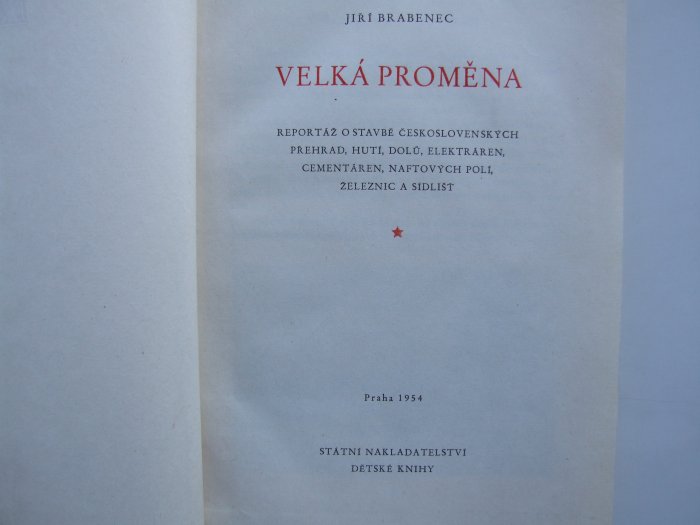 JIŘÍ BRABENEC
VELKÁ PROMĚNA
REPORTÁŽ O STAVBĚ ČESKOSLOVENSKÝCH
PŘEHRAD, HUTÍ, DOLŮ, ELEKTRÁREN,
CEMENTÁREN, NAFTOVÝCH POLÍ,
ŽELEZNIC A SÍDLIŠŤ
Praha 1954
STÁTNÍ NAKLADATELSTVÍ
DĚTSKÉ KNIHY